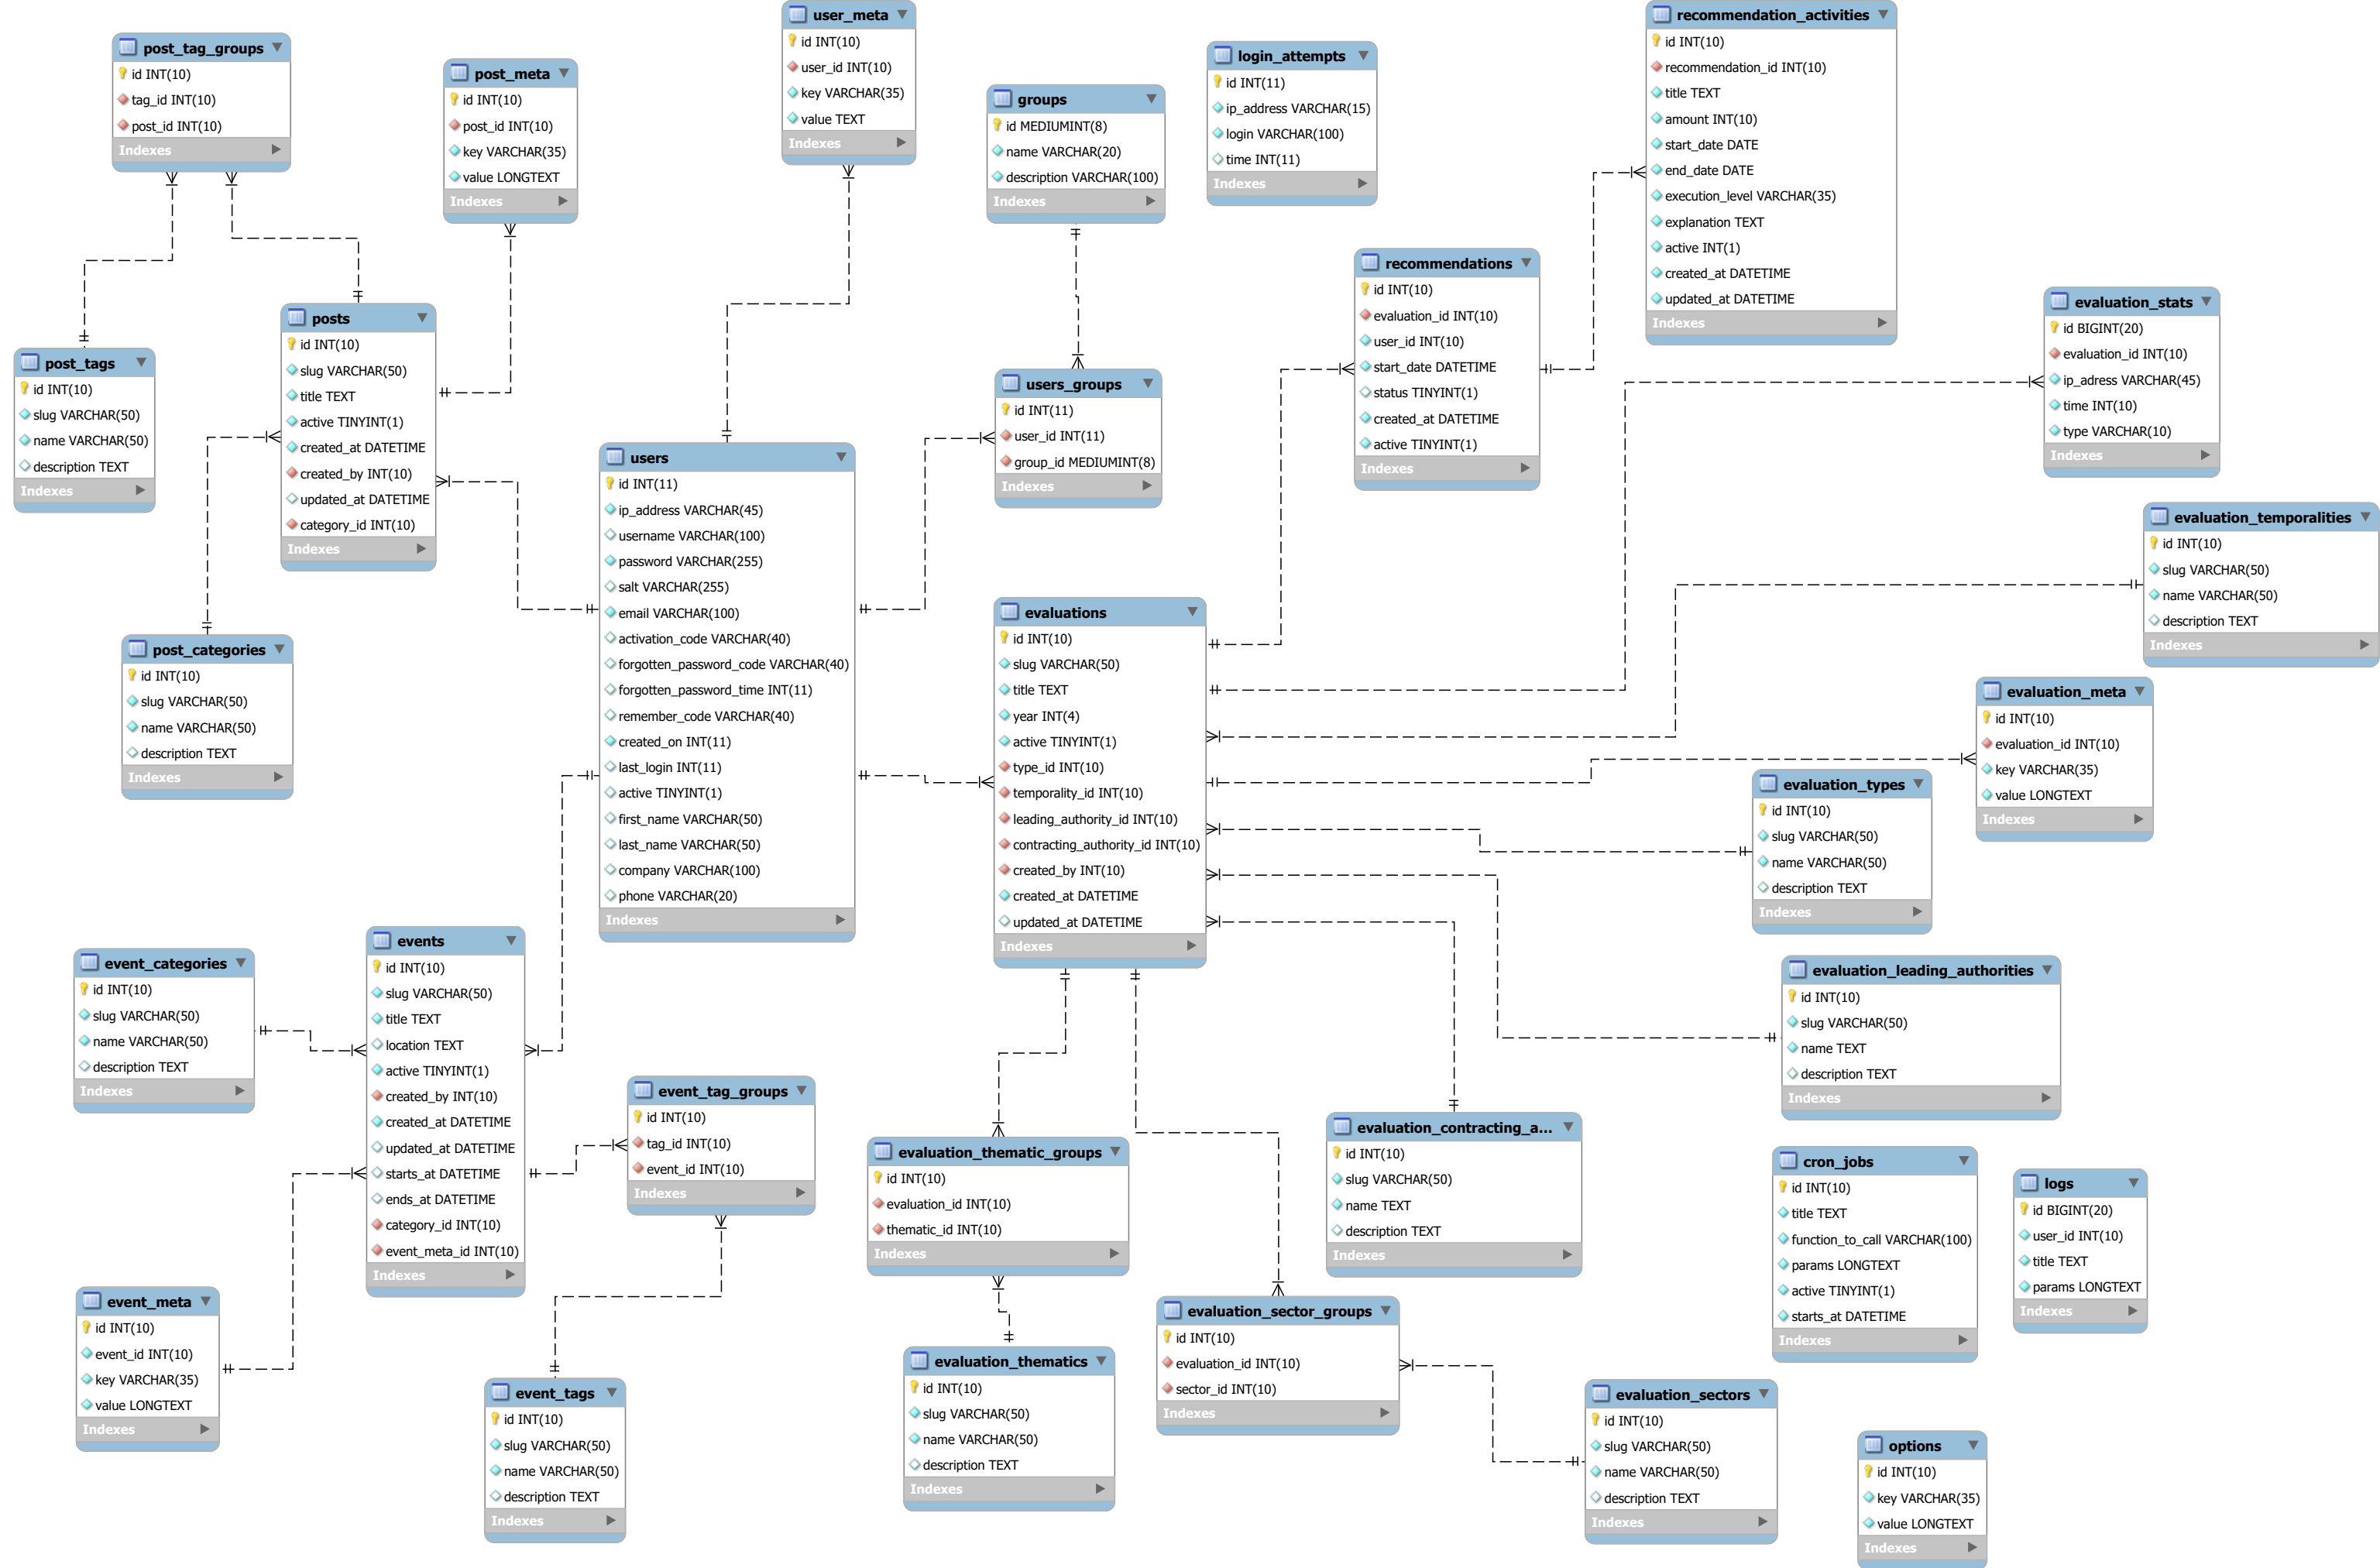 post_tag_groups
id INT(10)
tag_id INT(10)
post_id INT(10)
Indexes
post_meta
id INT(10)
post_id INT(10)
key VARCHAR(35)
value LONGTEXT
Indexes
user_meta
id INT(10)
user_id INT(10)
key VARCHAR(35)
value TEXT
Indexes
groups
id MEDIUMINT(8)
name VARCHAR(20)
description VARCHAR(100)
Indexes
login_attempts
id INT(11)
ip_address VARCHAR(15)
login VARCHAR(100)
time INT(11)
Indexes
recommendation_activities
id INT(10)
recommendation_id INT(10)
title TEXT
amount INT(10)
start_date DATE
end_date DATE
execution_level VARCHAR(35)
explanation TEXT
active INT(1)
created_at DATETIME
updated_at DATETIME
Indexes
recommendations
id INT(10)
evaluation_id INT(10)
user_id INT(10)
start_date DATETIME
status TINYINT(1)
created_at DATETIME
active TINYINT(1)
Indexes
evaluation_stats
id BIGINT(20)
evaluation_id INT(10)
ip_adress VARCHAR(45)
time INT(10)
type VARCHAR(10)
Indexes
post_tags
id INT(10)
slug VARCHAR(50)
name VARCHAR(50)
description TEXT
Indexes
posts
id INT(10)
slug VARCHAR(50)
title TEXT
active TINYINT(1)
created_at DATETIME
created_by INT(10)
updated_at DATETIME
category_id INT(10)
Indexes
users_groups
id INT(11)
user_id INT(11)
group_id MEDIUMINT(8)
Indexes
users
id INT(11)
ip_address VARCHAR(45)
username VARCHAR(100)
password VARCHAR(255)
salt VARCHAR(255)
email VARCHAR(100)
activation_code VARCHAR(40)
forgotten_password_code VARCHAR(40)
forgotten_password_time INT(11)
remember_code VARCHAR(40)
created_on INT(11)
last_login INT(11)
active TINYINT(1)
first_name VARCHAR(50)
last_name VARCHAR(50)
company VARCHAR(100)
phone VARCHAR(20)
Indexes
evaluation_temporalities
id INT(10)
slug VARCHAR(50)
name VARCHAR(50)
description TEXT
Indexes
post_categories
id INT(10)
slug VARCHAR(50)
name VARCHAR(50)
description TEXT
Indexes
evaluations
id INT(10)
slug VARCHAR(50)
title TEXT
year INT(4)
active TINYINT(1)
type_id INT(10)
temporality_id INT(10)
leading_authority_id INT(10)
contracting_authority_id INT(10)
created_by INT(10)
created_at DATETIME
updated_at DATETIME
Indexes
evaluation_meta
id INT(10)
evaluation_id INT(10)
key VARCHAR(35)
value LONGTEXT
Indexes
evaluation_types
id INT(10)
slug VARCHAR(50)
name VARCHAR(50)
description TEXT
Indexes
event_categories
id INT(10)
slug VARCHAR(50)
name VARCHAR(50)
description TEXT
Indexes
events
id INT(10)
slug VARCHAR(50)
title TEXT
location TEXT
active TINYINT(1)
created_by INT(10)
created_at DATETIME
updated_at DATETIME
starts_at DATETIME
ends_at DATETIME
category_id INT(10)
event_meta_id INT(10)
Indexes
evaluation_leading_authorities
id INT(10)
slug VARCHAR(50)
name TEXT
description TEXT
Indexes
event_tag_groups
id INT(10)
tag_id INT(10)
event_id INT(10)
Indexes
evaluation_thematic_groups
id INT(10)
evaluation_id INT(10)
thematic_id INT(10)
Indexes
evaluation_contracting_a...
id INT(10)
slug VARCHAR(50)
name TEXT
description TEXT
Indexes
cron_jobs
id INT(10)
title TEXT
function_to_call VARCHAR(100)
params LONGTEXT
active TINYINT(1)
starts_at DATETIME
Indexes
logs
id BIGINT(20)
user_id INT(10)
title TEXT
params LONGTEXT
Indexes
event_meta
id INT(10)
event_id INT(10)
key VARCHAR(35)
value LONGTEXT
Indexes
event_tags
id INT(10)
slug VARCHAR(50)
name VARCHAR(50)
description TEXT
Indexes
evaluation_thematics
id INT(10)
slug VARCHAR(50)
name VARCHAR(50)
description TEXT
Indexes
evaluation_sector_groups
id INT(10)
evaluation_id INT(10)
sector_id INT(10)
Indexes
evaluation_sectors
id INT(10)
slug VARCHAR(50)
name VARCHAR(50)
description TEXT
Indexes
options
id INT(10)
key VARCHAR(35)
value LONGTEXT
Indexes